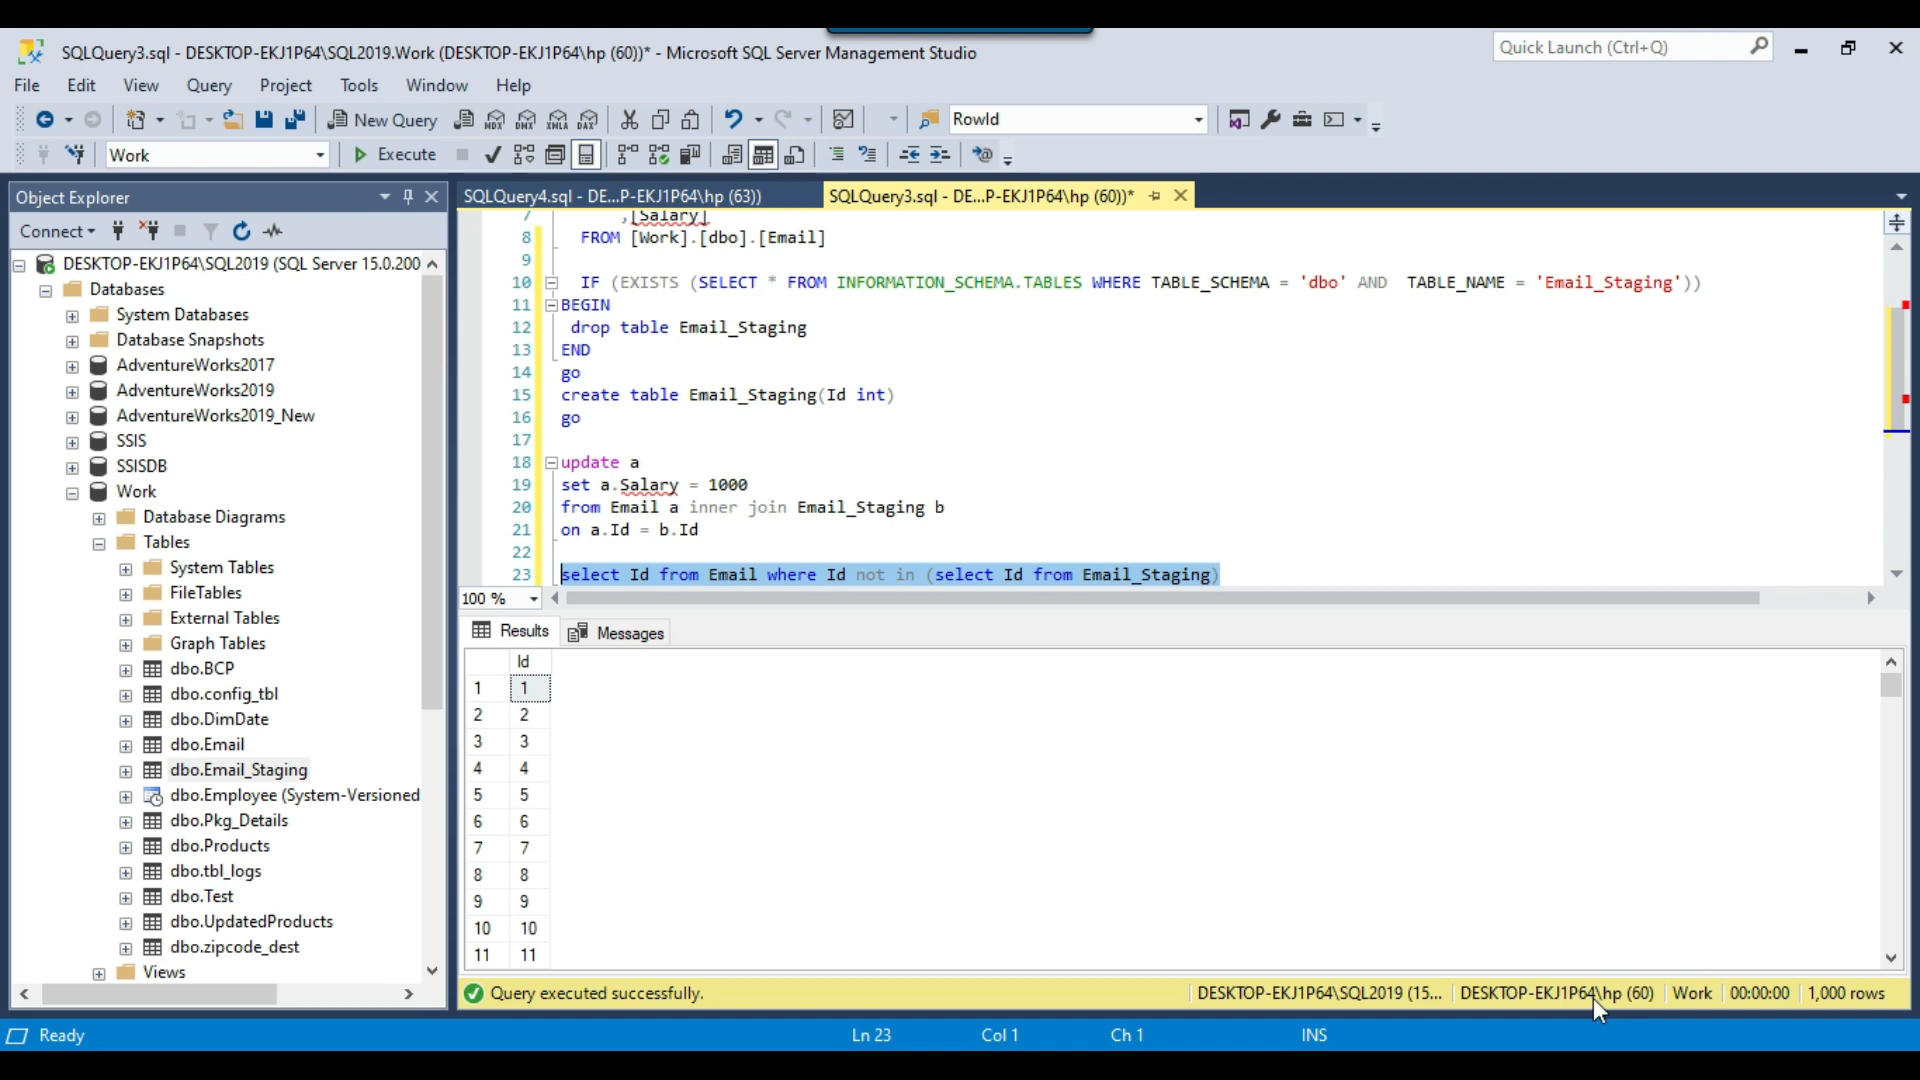 SQLQuery3.sql - DESKTOP-EKJ1P64\SQL2019.Work (DESKTOP-EKJ1P64\hp (60))* - Microsoft SQL Server Management Studio
Quick Launch (Ctrl+Q)
File Edit View Query Project Tools Window Help
New Query MDX DMX XMLA DAX RowId
Work Execute
Object Explorer
SQLQuery4.sql - DE...P-EKJ1P64\hp (63))
SQLQuery3.sql - DE...P-EKJ1P64\hp (60))*
Connect
DESKTOP-EKJ1P64\SQL2019 (SQL Server 15.0.200
Databases
System Databases
Database Snapshots
AdventureWorks2017
AdventureWorks2019
AdventureWorks2019_New
SSIS
SSISDB
Work
Database Diagrams
Tables
System Tables
FileTables
External Tables
Graph Tables
dbo.BCP
dbo.config_tbl
dbo.DimDate
dbo.Email
dbo.Email_Staging
dbo.Employee (System-Versioned
dbo.Pkg_Details
dbo.Products
dbo.tbl_logs
dbo.Test
dbo.UpdatedProducts
dbo.zipcode_dest
Views
7 ,[Salary]
8 FROM [Work].[dbo].[Email]
9
10 IF (EXISTS (SELECT * FROM INFORMATION_SCHEMA.TABLES WHERE TABLE_SCHEMA = 'dbo' AND TABLE_NAME = 'Email_Staging'))
11 BEGIN
12 drop table Email_Staging
13 END
14 go
15 create table Email_Staging(Id int)
16 go
17
18 update a
19 set a.Salary = 1000
20 from Email a inner join Email_Staging b
21 on a.Id = b.Id
22
23 select Id from Email where Id not in (select Id from Email_Staging)
100 %
Results Messages
Id
1 1
2 2
3 3
4 4
5 5
6 6
7 7
8 8
9 9
10 10
11 11
Query executed successfully. DESKTOP-EKJ1P64\SQL2019 (15... DESKTOP-EKJ1P64\hp (60) Work 00:00:00 1,000 rows
Ready Ln 23 Col 1 Ch 1 INS